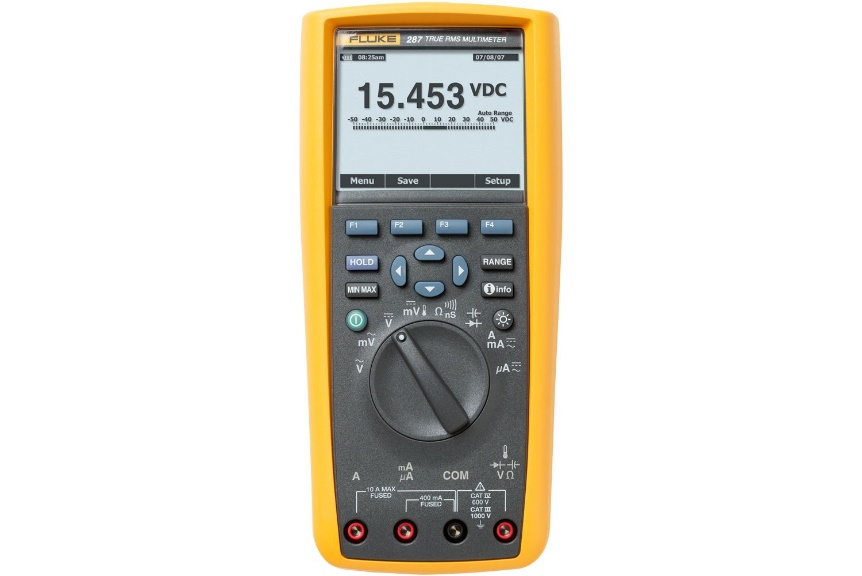 FLUKE 287 TRUE RMS MULTIMETER
08:25am 07/08/07
15.453 VDC
Auto Range
-50 -40 -30 -20 -10 0 10 20 30 40 50 VDC
Menu Save Setup
F1 F2 F3 F4
HOLD RANGE
MIN MAX i info
mV Ω nS
V
mV A
mA
V µA
A mA
µA COM V Ω
10 A MAX
FUSED
400 mA
FUSED
CAT IV
600 V
CAT III
1000 V